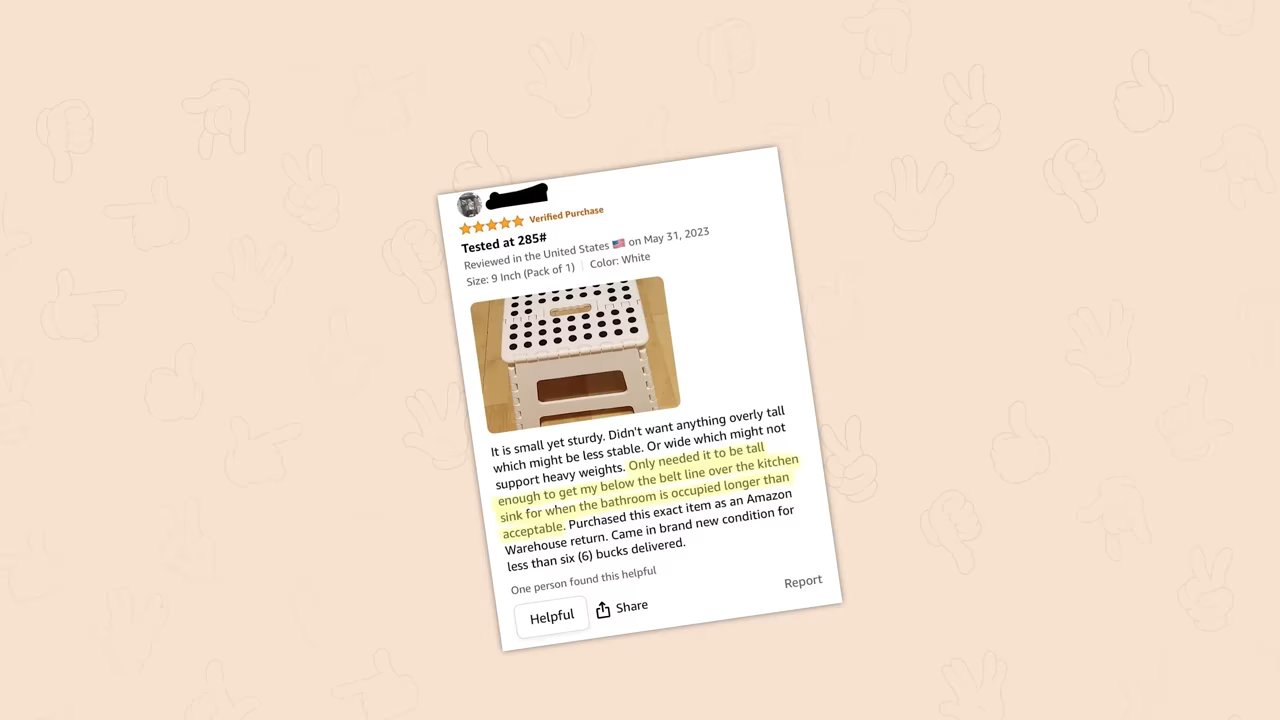 Verified Purchase
Tested at 285#
Reviewed in the United States 🇺🇸 on May 31, 2023
Size: 9 Inch (Pack of 1) | Color: White
It is small yet sturdy. Didn't want anything overly tall
which might be less stable. Or wide which might not
support heavy weights. Only needed it to be tall
enough to get my below the belt line over the kitchen
sink for when the bathroom is occupied longer than
acceptable. Purchased this exact item as an Amazon
Warehouse return. Came in brand new condition for
less than six (6) bucks delivered.
One person found this helpful
Helpful
Share
Report